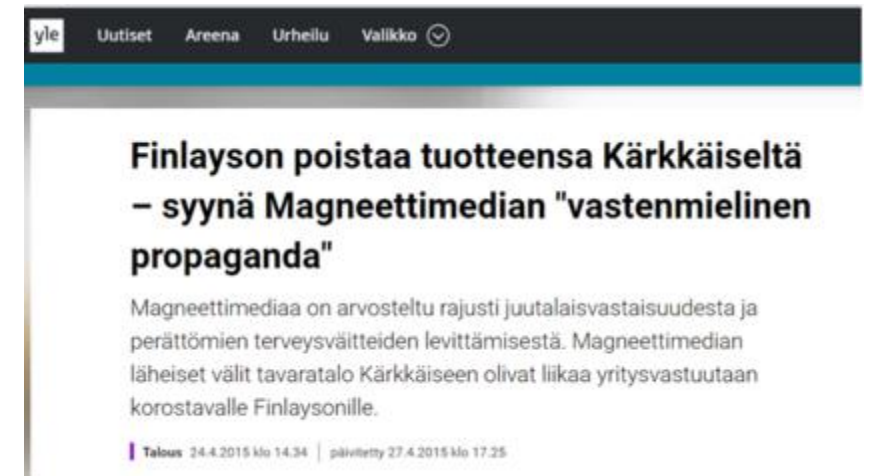 yle Uutiset Areena Urheilu Valikko
Finlayson poistaa tuotteensa Kärkkäiseltä
– syynä Magneettimedian "vastenmielinen
propaganda"
Magneettimediaa on arvosteltu rajusti juutalaisvastaisuudesta ja
perättömien terveysväitteiden levittämisestä. Magneettimedian
läheiset välit tavaratalo Kärkkäiseen olivat liikaa yritysvastuutaan
korostavalle Finlaysonille.
Talous 24.4.2015 klo 14.34 | päivitetty 27.4.2015 klo 17.25